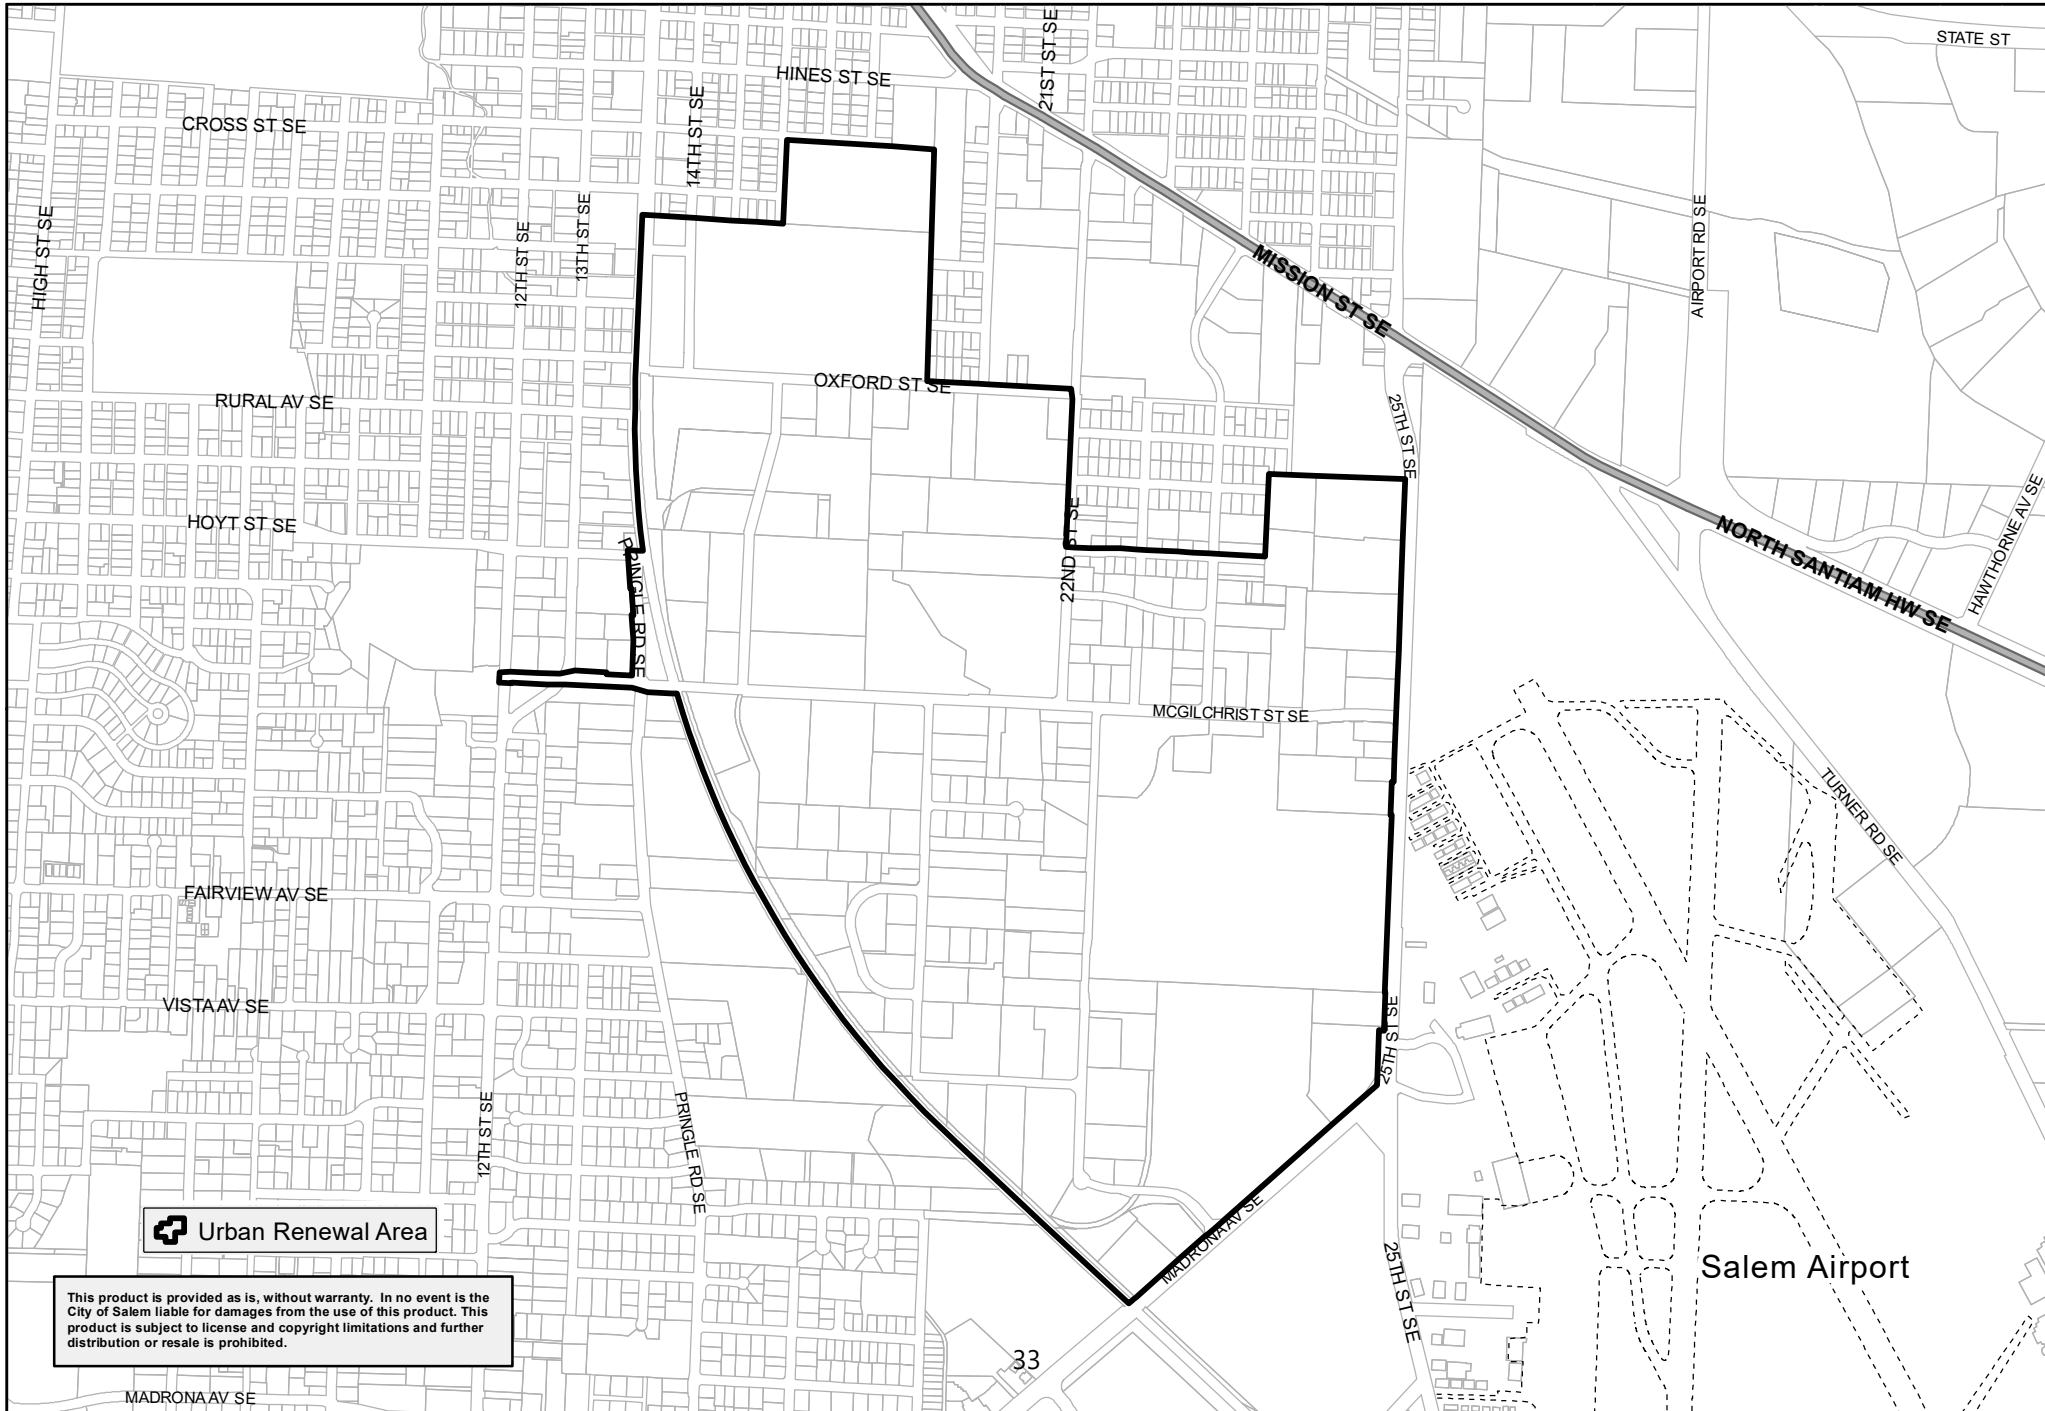 STATE ST
HINES ST SE
21ST ST SE
CROSS ST SE
14TH ST SE
HIGH ST SE
12TH ST SE
13TH ST SE
AIRPORT RD SE
MISSION ST SE
OXFORD ST SE
RURAL AV SE
25TH ST SE
HOYT ST SE
PRINGLE RD SE
22ND ST SE
NORTH SANTIAM HW SE
HAWTHORNE AV SE
MCGILCHRIST ST SE
TURNER RD SE
FAIRVIEW AV SE
VISTA AV SE
25TH ST SE
12TH ST SE
PRINGLE RD SE
MADRONA AV SE
25TH ST SE
Salem Airport
Urban Renewal Area
This product is provided as is, without warranty. In no event is the
City of Salem liable for damages from the use of this product. This
product is subject to license and copyright limitations and further
distribution or resale is prohibited.
33
MADRONA AV SE